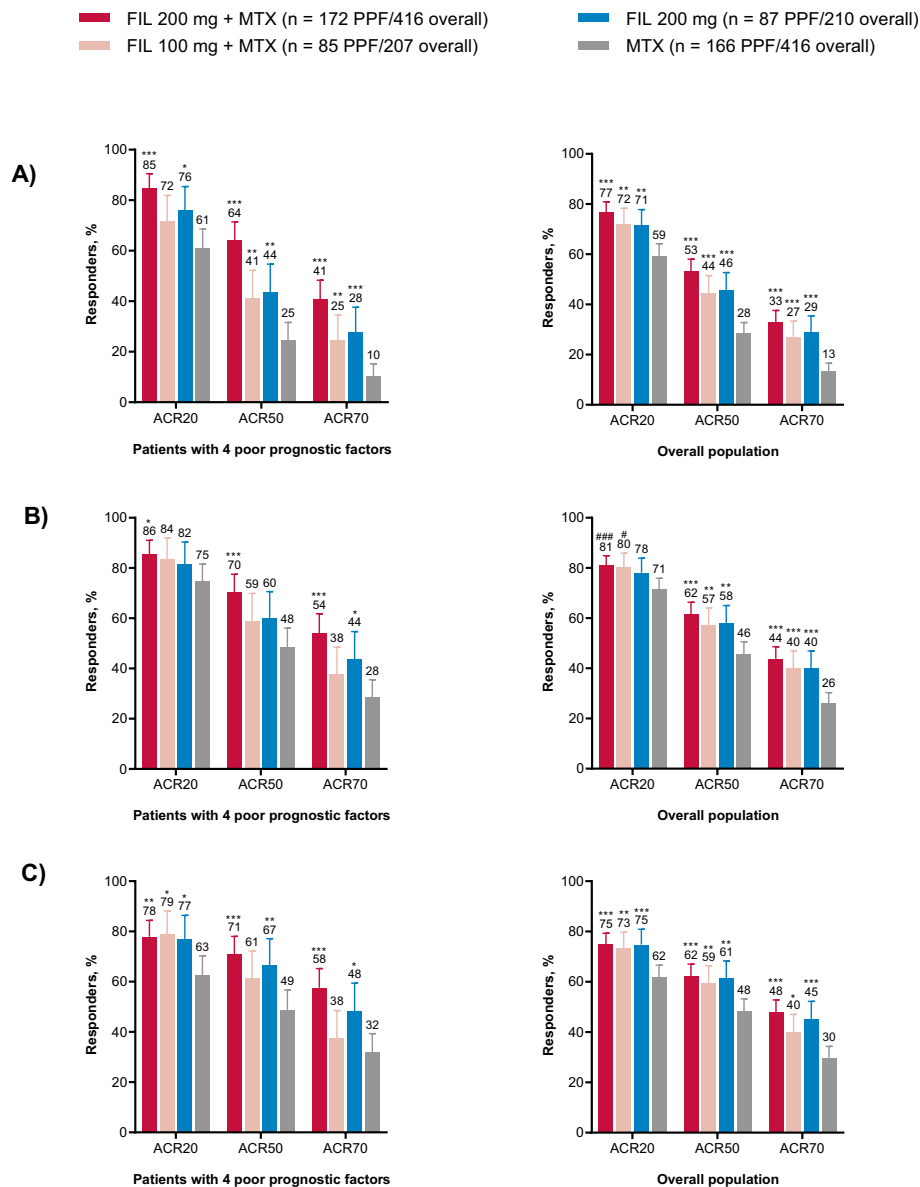 FIL 200 mg + MTX (n = 172 PPF/416 overall)
FIL 200 mg (n = 87 PPF/210 overall)
FIL 100 mg + MTX (n = 85 PPF/207 overall)
MTX (n = 166 PPF/416 overall)
A)
Responders, %
100
80
60
40
20
0
*** * 
85 72 76 61
***
** **
64 41 44 25
***
** ***
41 25 28 10
ACR20 ACR50 ACR70
Patients with 4 poor prognostic factors
Responders, %
100
80
60
40
20
0
*** ** **
77 72 71 59
*** *** ***
53 44 46 28
*** *** ***
33 27 29 13
ACR20 ACR50 ACR70
Overall population
B)
Responders, %
100
80
60
40
20
0
*
86 84 82 75
***
70 59 60 48
*** *
54 38 44 28
ACR20 ACR50 ACR70
Patients with 4 poor prognostic factors
Responders, %
100
80
60
40
20
0
### #
81 80 78 71
*** ** **
62 57 58 46
*** *** ***
44 40 40 26
ACR20 ACR50 ACR70
Overall population
C)
Responders, %
100
80
60
40
20
0
** * *
78 79 77 63
*** **
71 61 67 49
*** *
58 38 48 32
ACR20 ACR50 ACR70
Patients with 4 poor prognostic factors
Responders, %
100
80
60
40
20
0
*** ** ***
75 73 75 62
*** ** **
62 59 61 48
*** * ***
48 40 45 30
ACR20 ACR50 ACR70
Overall population